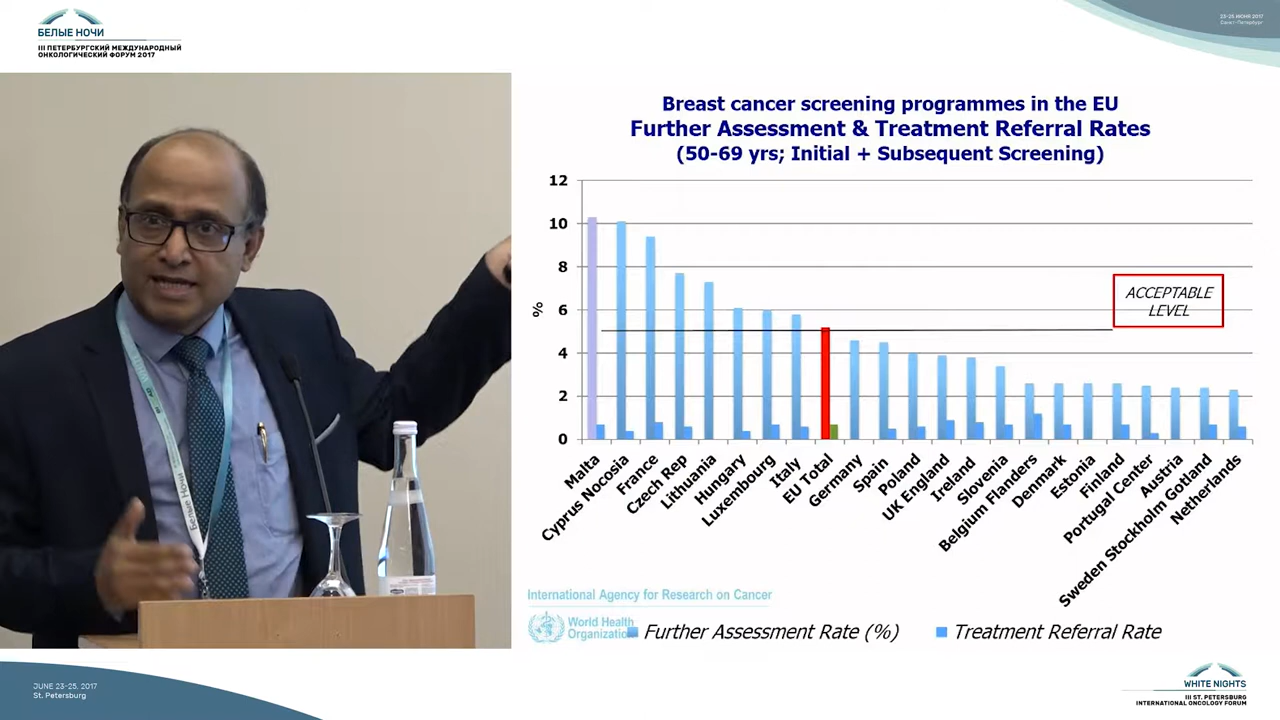 БЕЛЫЕ НОЧИ
III ПЕТЕРБУРГСКИЙ МЕЖДУНАРОДНЫЙ
ОНКОЛОГИЧЕСКИЙ ФОРУМ 2017
23-25 ИЮНЯ 2017
Санкт-Петербург
Breast cancer screening programmes in the EU
Further Assessment & Treatment Referral Rates
(50-69 yrs; Initial + Subsequent Screening)
12
10
8
6
4
2
0
%
ACCEPTABLE
LEVEL
Malta
Cyprus Nocosia
France
Czech Rep
Lithuania
Hungary
Luxembourg
Italy
EU Total
Germany
Spain
Poland
UK England
Ireland
Slovenia
Belgium Flanders
Denmark
Estonia
Finland
Portugal Center
Austria
Sweden Stockholm Gotland
Netherlands
International Agency for Research on Cancer
World Health
Organization
Further Assessment Rate (%)
Treatment Referral Rate
Белые Ночи
JUNE 23-25. 2017
St. Petersburg
WHITE NIGHTS
III ST. PETERSBURG
INTERNATIONAL ONCOLOGY FORUM